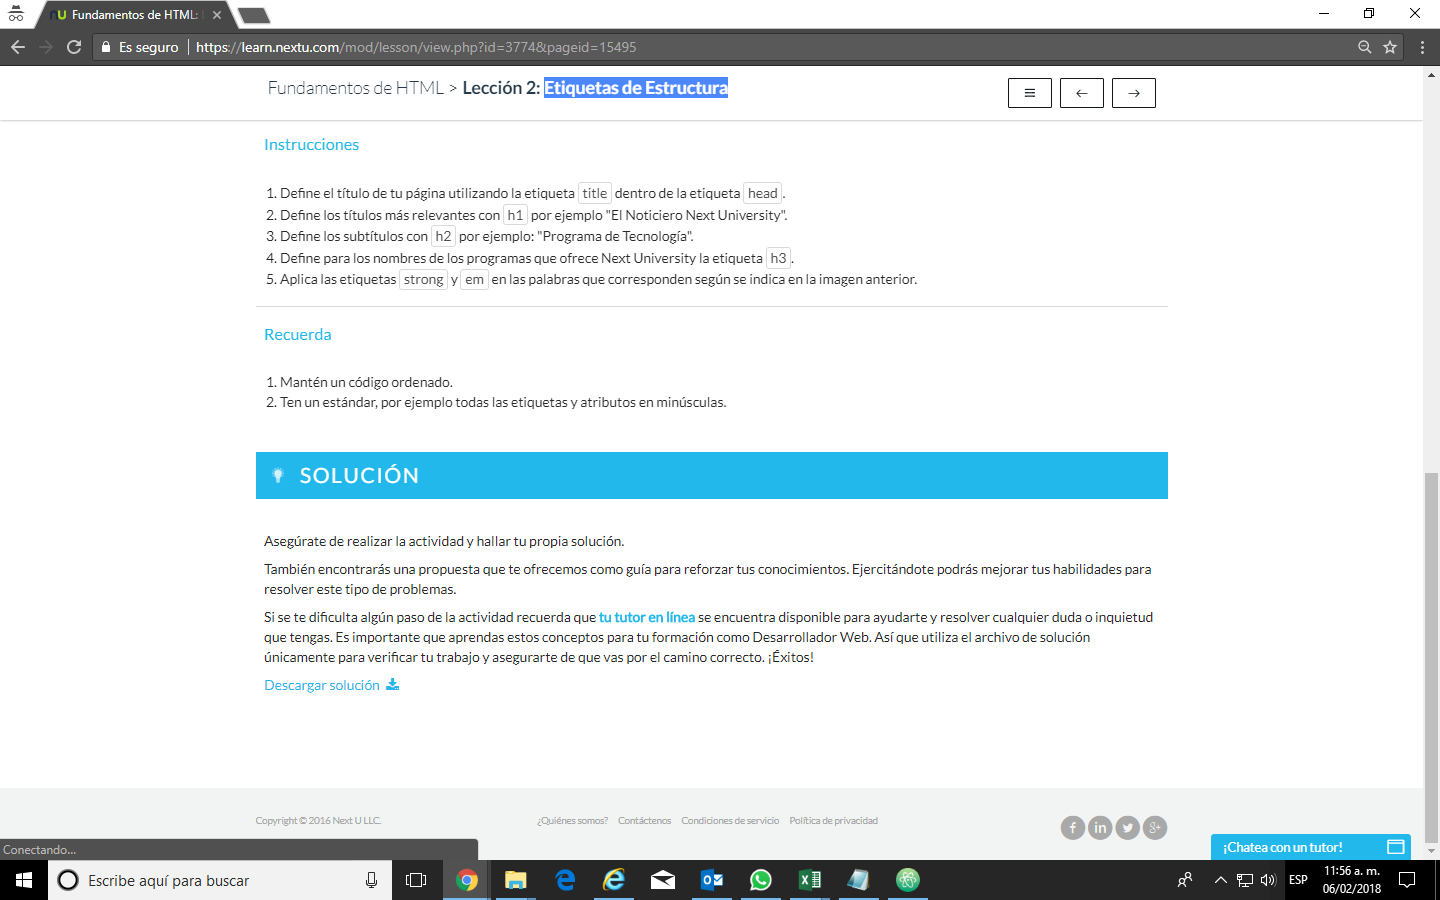 Fundamentos de HTML:
Es seguro
https://learn.nextu.com/mod/lesson/view.php?id=3774&pageid=15495
Fundamentos de HTML > Lección 2: Etiquetas de Estructura
Instrucciones
1. Define el título de tu página utilizando la etiqueta title dentro de la etiqueta head.
2. Define los títulos más relevantes con h1 por ejemplo "El Noticiero Next University".
3. Define los subtítulos con h2 por ejemplo: "Programa de Tecnología".
4. Define para los nombres de los programas que ofrece Next University la etiqueta h3.
5. Aplica las etiquetas strong y em en las palabras que corresponden según se indica en la imagen anterior.
Recuerda
1. Mantén un código ordenado.
2. Ten un estándar, por ejemplo todas las etiquetas y atributos en minúsculas.
SOLUCIÓN
Asegúrate de realizar la actividad y hallar tu propia solución.
También encontrarás una propuesta que te ofrecemos como guía para reforzar tus conocimientos. Ejercitándote podrás mejorar tus habilidades para
resolver este tipo de problemas.
Si se te dificulta algún paso de la actividad recuerda que tu tutor en línea se encuentra disponible para ayudarte y resolver cualquier duda o inquietud
que tengas. Es importante que aprendas estos conceptos para tu formación como Desarrollador Web. Así que utiliza el archivo de solución
únicamente para verificar tu trabajo y asegurarte de que vas por el camino correcto. ¡Éxitos!
Descargar solución
Copyright © 2016 Next U LLC.
¿Quiénes somos? Contáctenos Condiciones de servicio Política de privacidad
¡Chatea con un tutor!
Conectando...
Escribe aquí para buscar
ESP
11:56 a. m.
06/02/2018